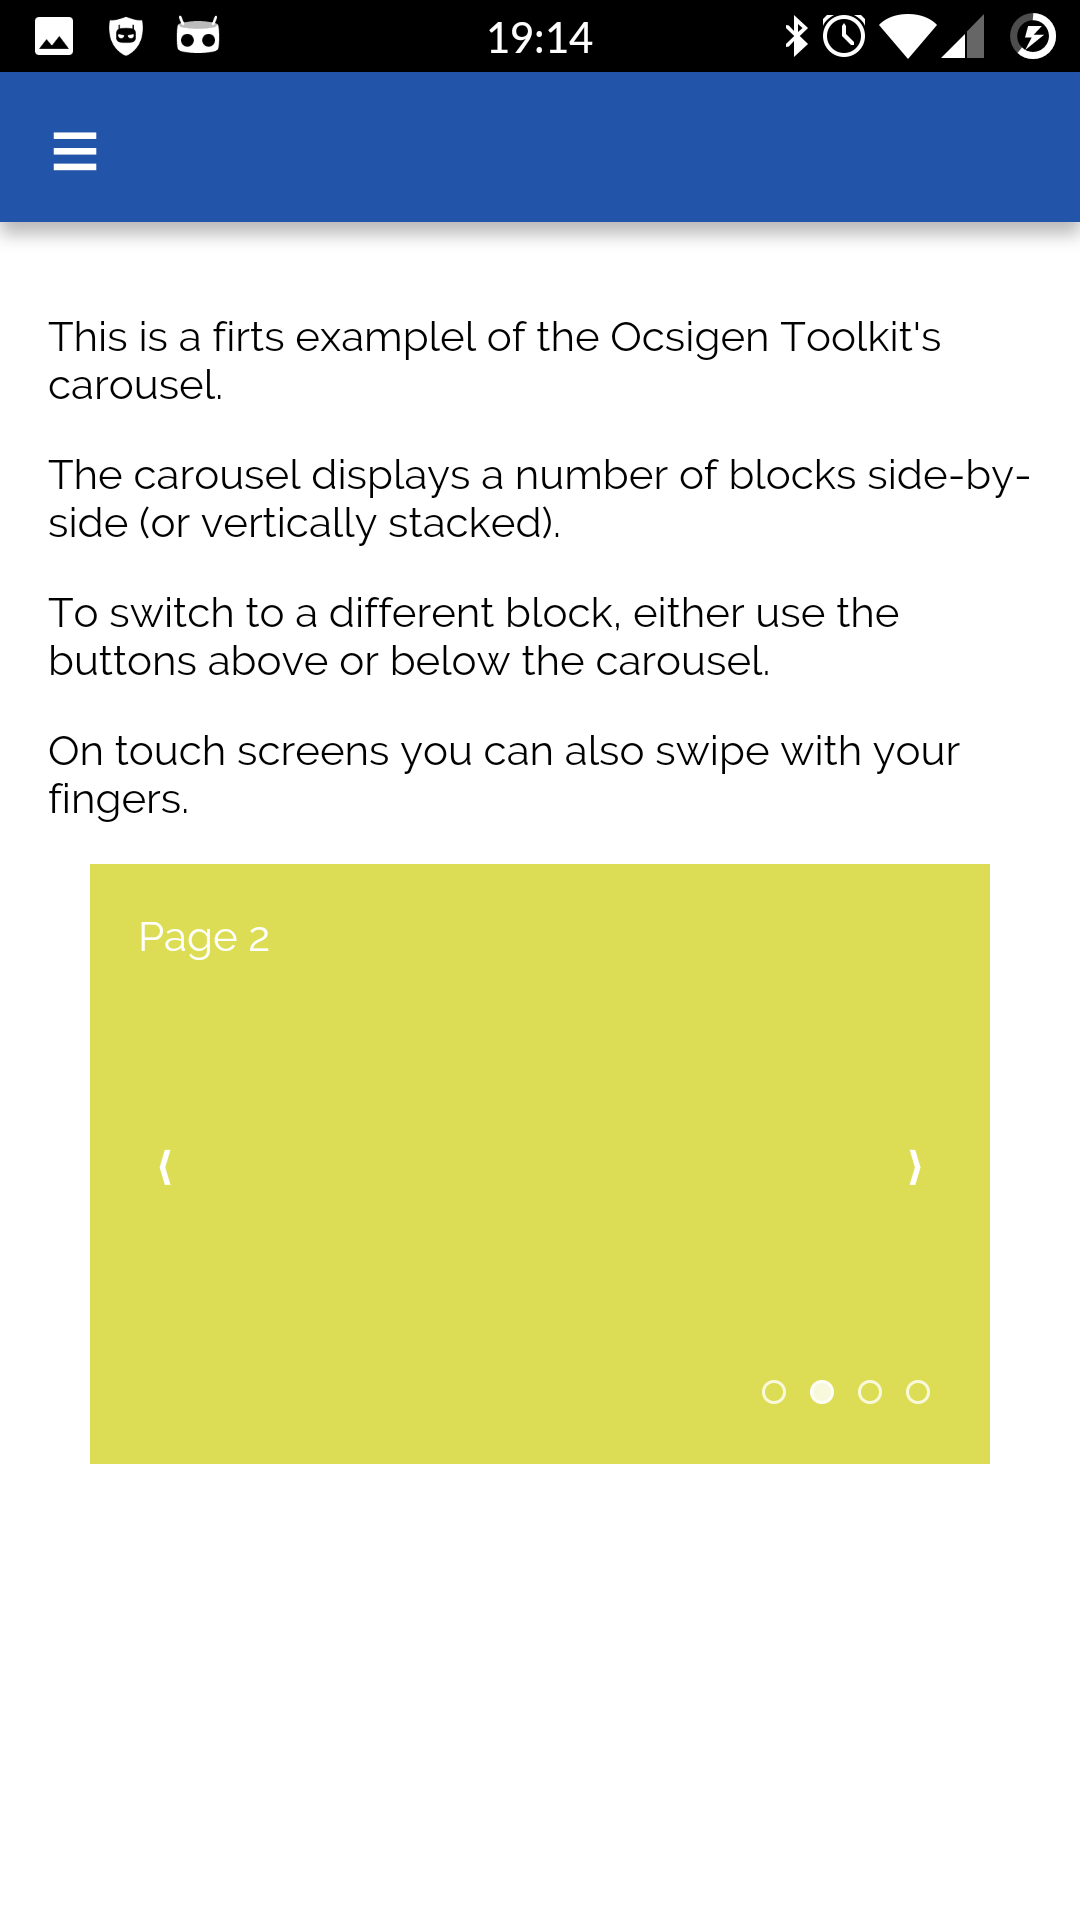 19:14
This is a firts examplel of the Ocsigen Toolkit's
carousel.
The carousel displays a number of blocks side-by-
side (or vertically stacked).
To switch to a different block, either use the
buttons above or below the carousel.
On touch screens you can also swipe with your
fingers.
Page 2